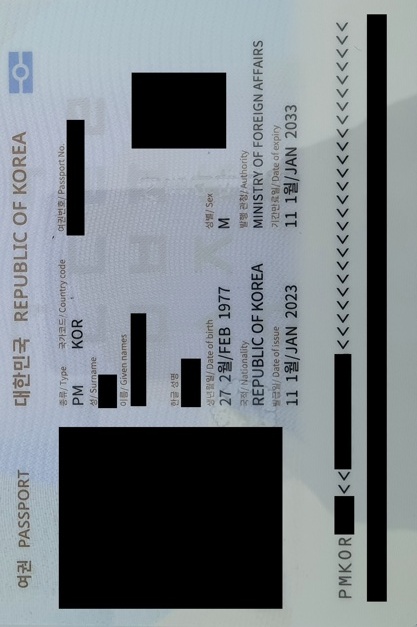 여권 PASSPORT
대한민국 REPUBLIC OF KOREA
종류/Type
국가코드/Country code
여권번호/Passport No.
PM
KOR
성/Surname
이름/Given names
한글 성명
생년월일/Date of birth
성별/Sex
27 2월/FEB 1977
M
국적/Nationality
발행 관청/Authority
REPUBLIC OF KOREA
MINISTRY OF FOREIGN AFFAIRS
발급일/Date of issue
기간만료일/Date of expiry
11 1월/JAN 2023
11 1월/JAN 2033
PMKOR